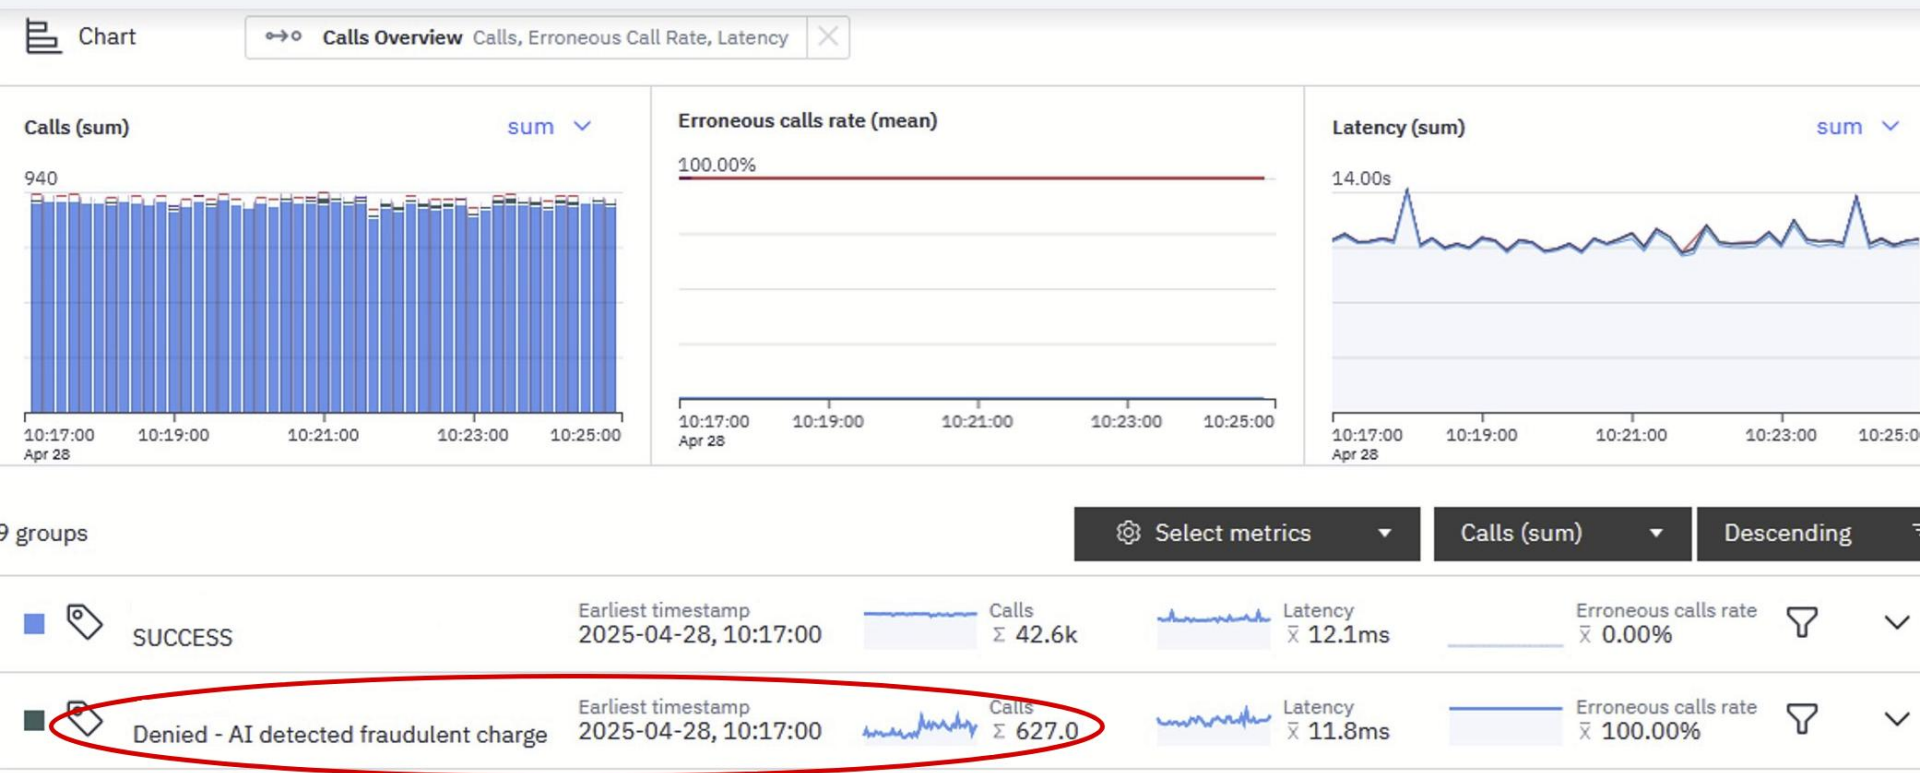 Chart
Calls Overview Calls, Erroneous Call Rate, Latency
Calls (sum)
sum
940
10:17:00 10:19:00 10:21:00 10:23:00 10:25:00
Apr 28
Erroneous calls rate (mean)
100.00%
10:17:00 10:19:00 10:21:00 10:23:00 10:25:00
Apr 28
Latency (sum)
sum
14.00s
10:17:00 10:19:00 10:21:00 10:23:00 10:25:0
Apr 28
9 groups
Select metrics
Calls (sum)
Descending
SUCCESS
Earliest timestamp
2025-04-28, 10:17:00
Calls
Σ 42.6k
Latency
x̅ 12.1ms
Erroneous calls rate
x̅ 0.00%
Denied - AI detected fraudulent charge
Earliest timestamp
2025-04-28, 10:17:00
Calls
Σ 627.0
Latency
x̅ 11.8ms
Erroneous calls rate
x̅ 100.00%